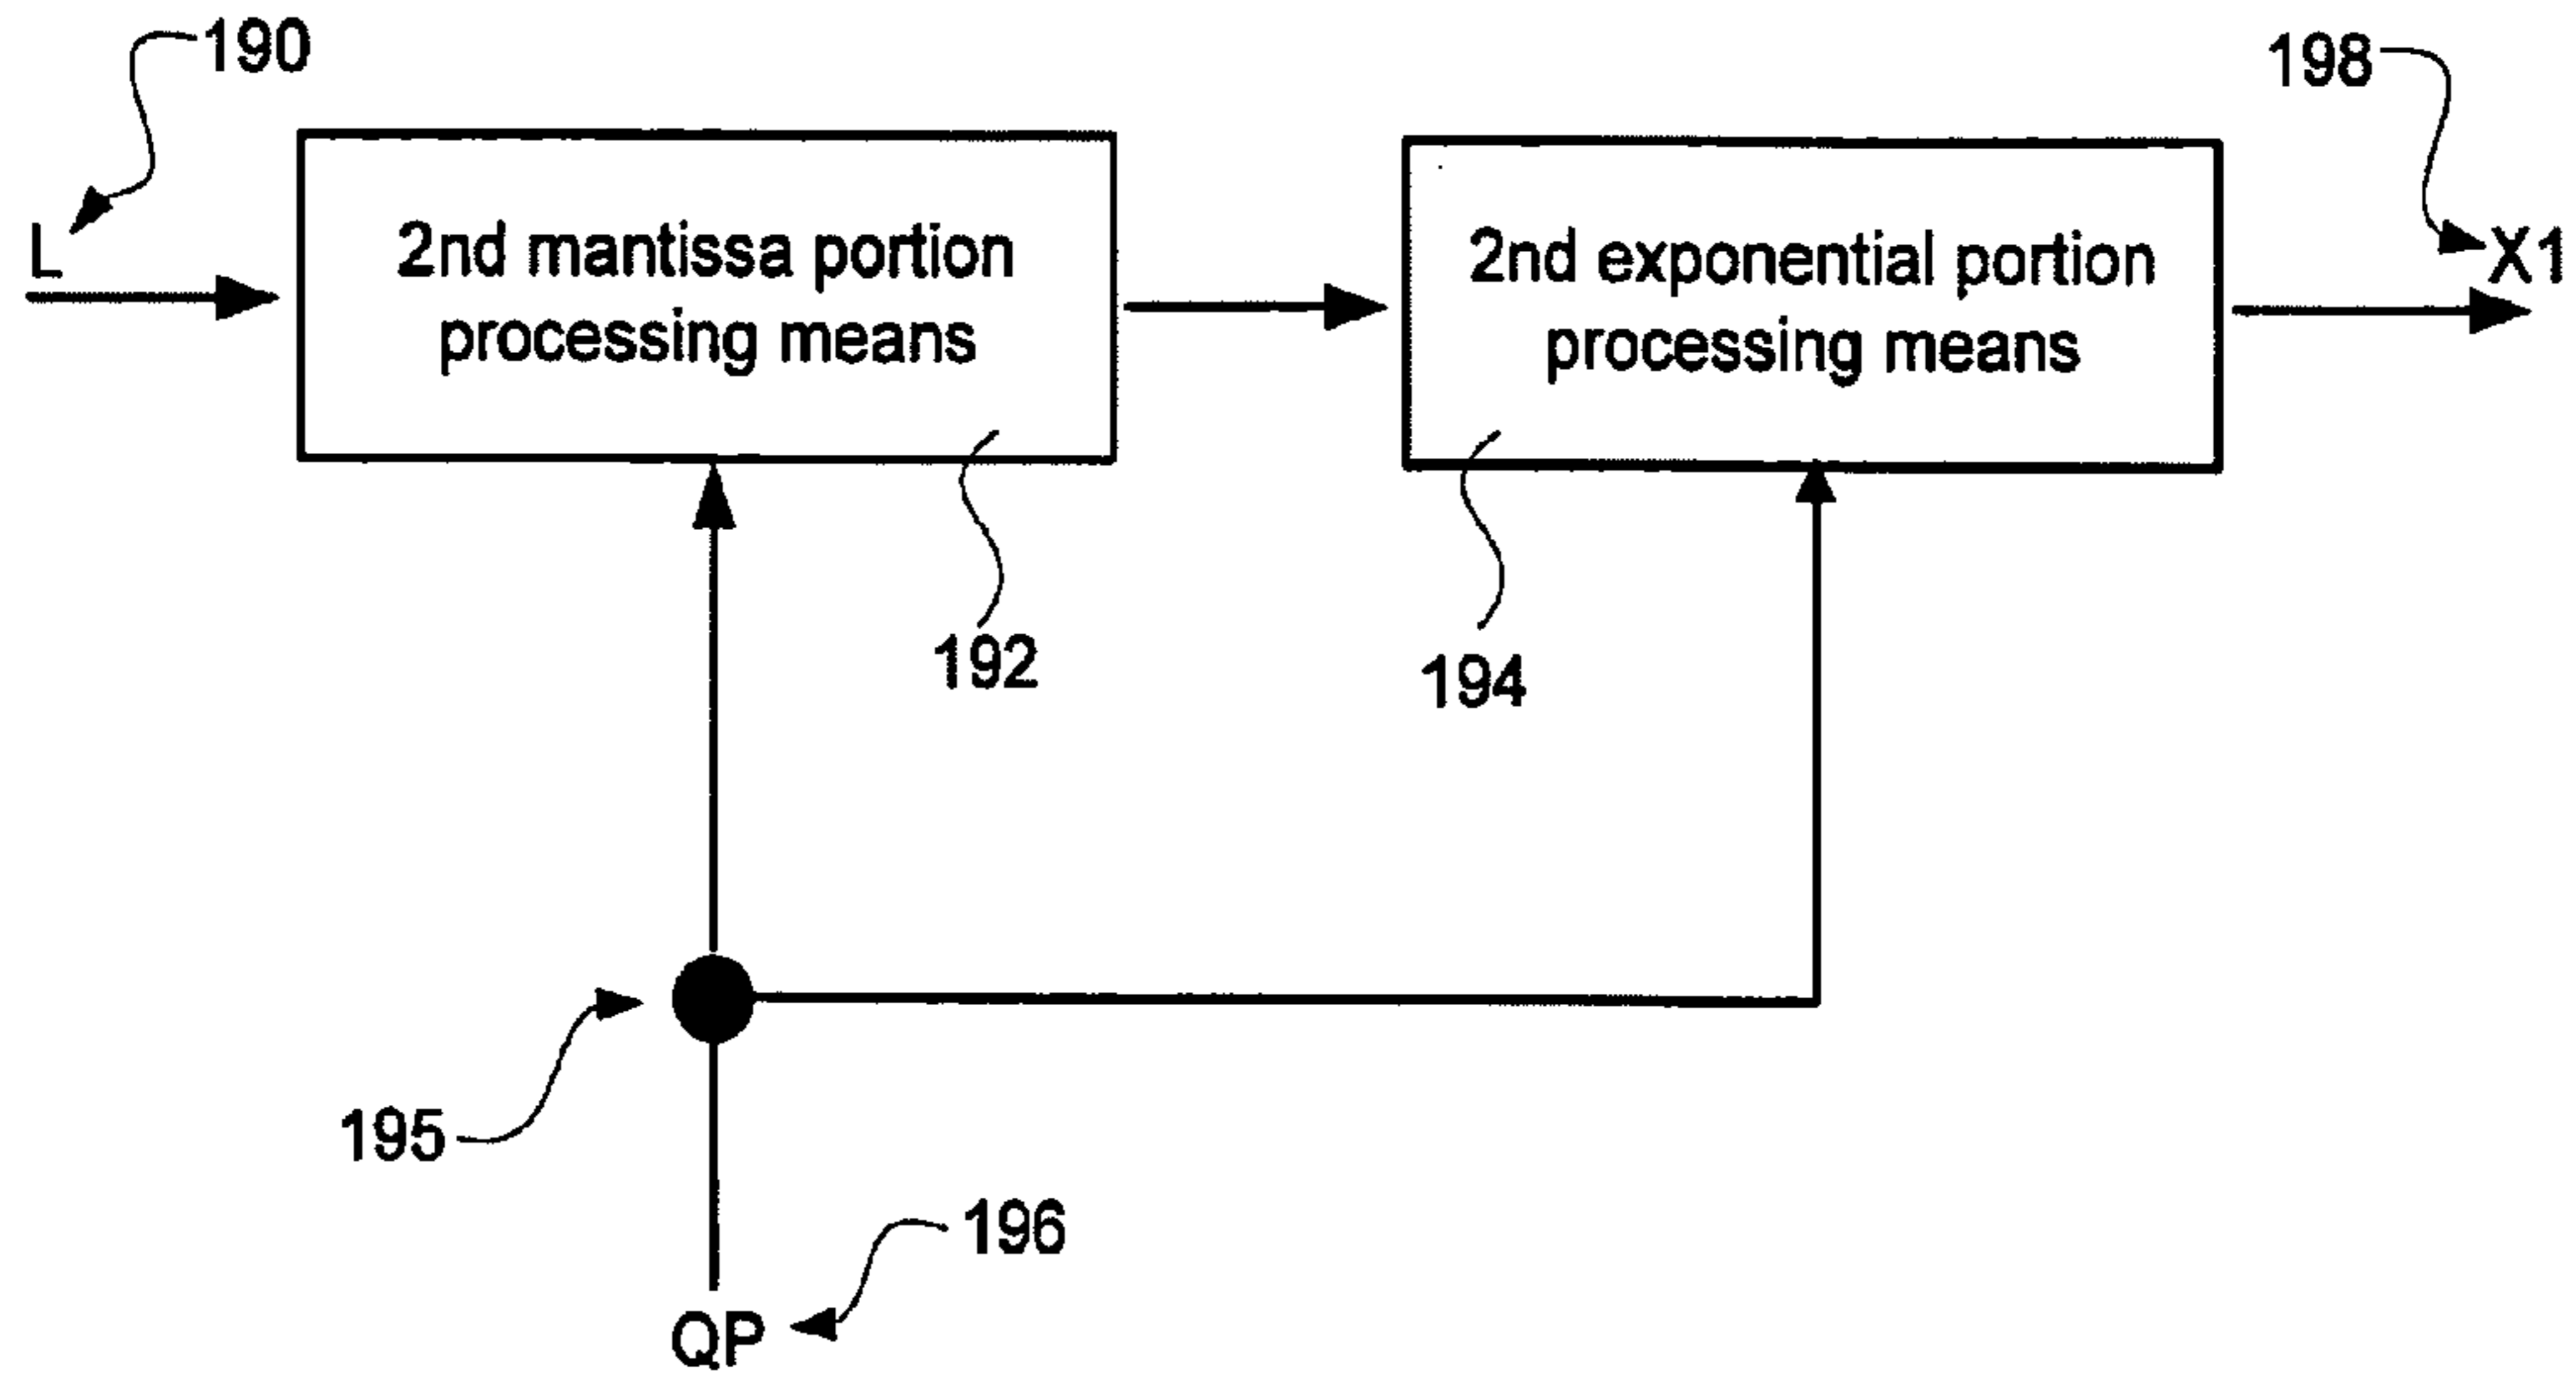 190
198
L
2nd mantissa portion
processing means
2nd exponential portion
processing means
X1
192
194
195
196
QP